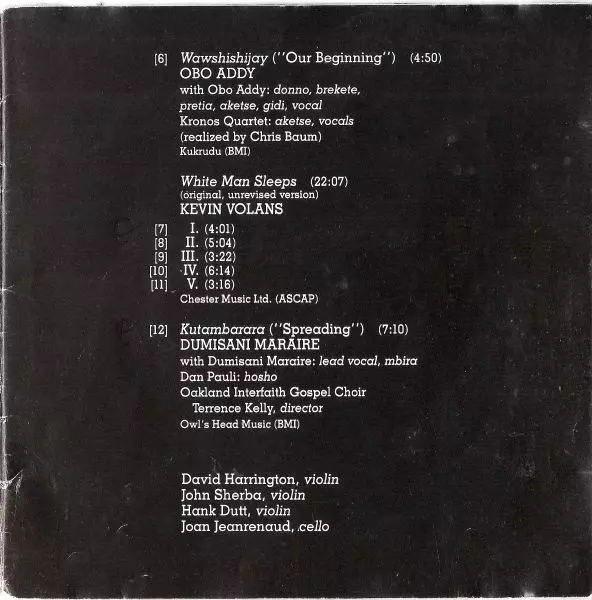 [6] Wawshishijay ("Our Beginning") (4:50)
OBO ADDY
with Obo Addy: donno, brekete,
pretia, aketse, gidi, vocal
Kronos Quartet: aketse, vocals
(realized by Chris Baum)
Kukrudu (BMI)
White Man Sleeps (22:07)
(original, unrevised version)
KEVIN VOLANS
[7] I. (4:01)
[8] II. (5:04)
[9] III. (3:22)
[10] IV. (6:14)
[11] V. (3:16)
Chester Music Ltd. (ASCAP)
[12] Kutambarara ("Spreading") (7:10)
DUMISANI MARAIRE
with Dumisani Maraire: lead vocal, mbira
Dan Pauli: hosho
Oakland Interfaith Gospel Choir
Terrence Kelly, director
Owl's Head Music (BMI)
David Harrington, violin
John Sherba, violin
Hank Dutt, violin
Joan Jeanrenaud, cello